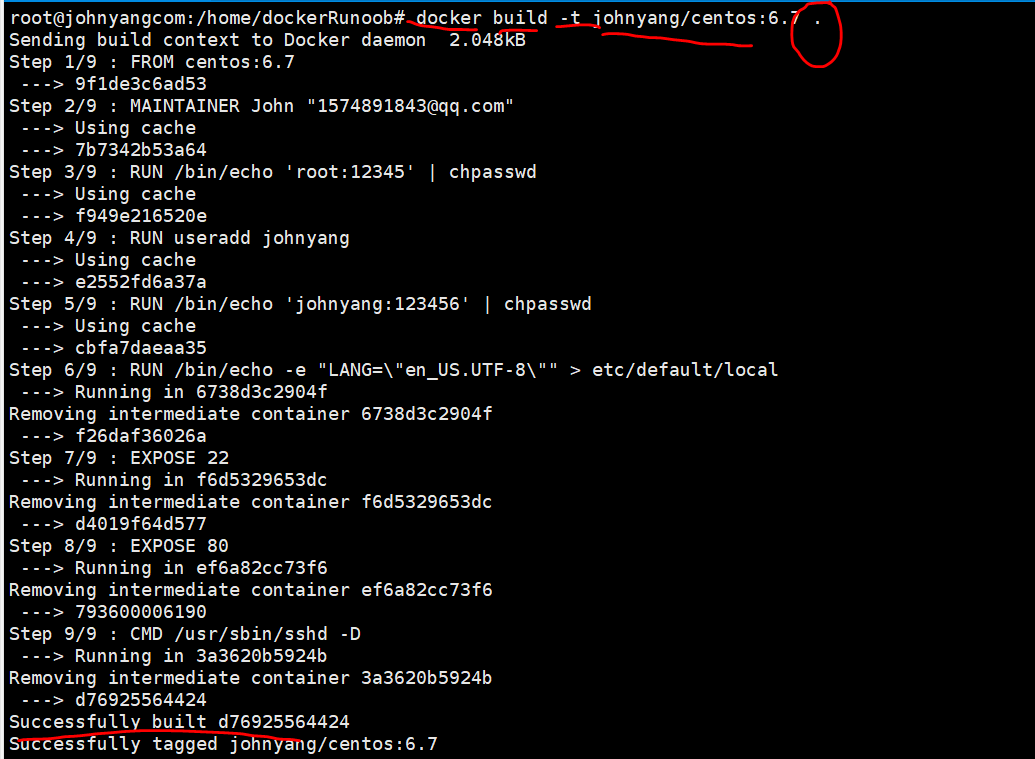 root@johnyangcom:/home/dockerRunoob# docker build -t johnyang/centos:6.7 .
Sending build context to Docker daemon  2.048kB
Step 1/9 : FROM centos:6.7
 ---> 9f1de3c6ad53
Step 2/9 : MAINTAINER John "1574891843@qq.com"
 ---> Using cache
 ---> 7b7342b53a64
Step 3/9 : RUN /bin/echo 'root:12345' | chpasswd
 ---> Using cache
 ---> f949e216520e
Step 4/9 : RUN useradd johnyang
 ---> Using cache
 ---> e2552fd6a37a
Step 5/9 : RUN /bin/echo 'johnyang:123456' | chpasswd
 ---> Using cache
 ---> cbfa7daeaa35
Step 6/9 : RUN /bin/echo -e "LANG=\"en_US.UTF-8\"" > etc/default/local
 ---> Running in 6738d3c2904f
Removing intermediate container 6738d3c2904f
 ---> f26daf36026a
Step 7/9 : EXPOSE 22
 ---> Running in f6d5329653dc
Removing intermediate container f6d5329653dc
 ---> d4019f64d577
Step 8/9 : EXPOSE 80
 ---> Running in ef6a82cc73f6
Removing intermediate container ef6a82cc73f6
 ---> 793600006190
Step 9/9 : CMD /usr/sbin/sshd -D
 ---> Running in 3a3620b5924b
Removing intermediate container 3a3620b5924b
 ---> d76925564424
Successfully built d76925564424
Successfully tagged johnyang/centos:6.7